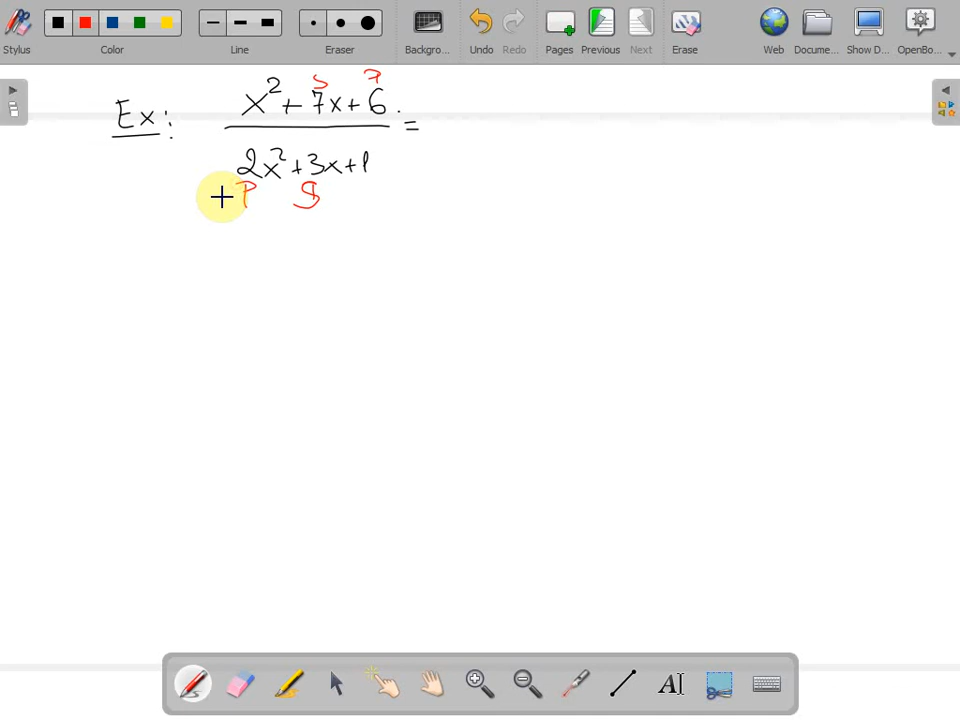 Stylus Color Line Eraser Backgro... Undo Redo Pages Previous Next Erase Web Docume... Show D... OpenBo...
S P
Ex: x² + 7x + 6 =
2x² + 3x + 1
P S